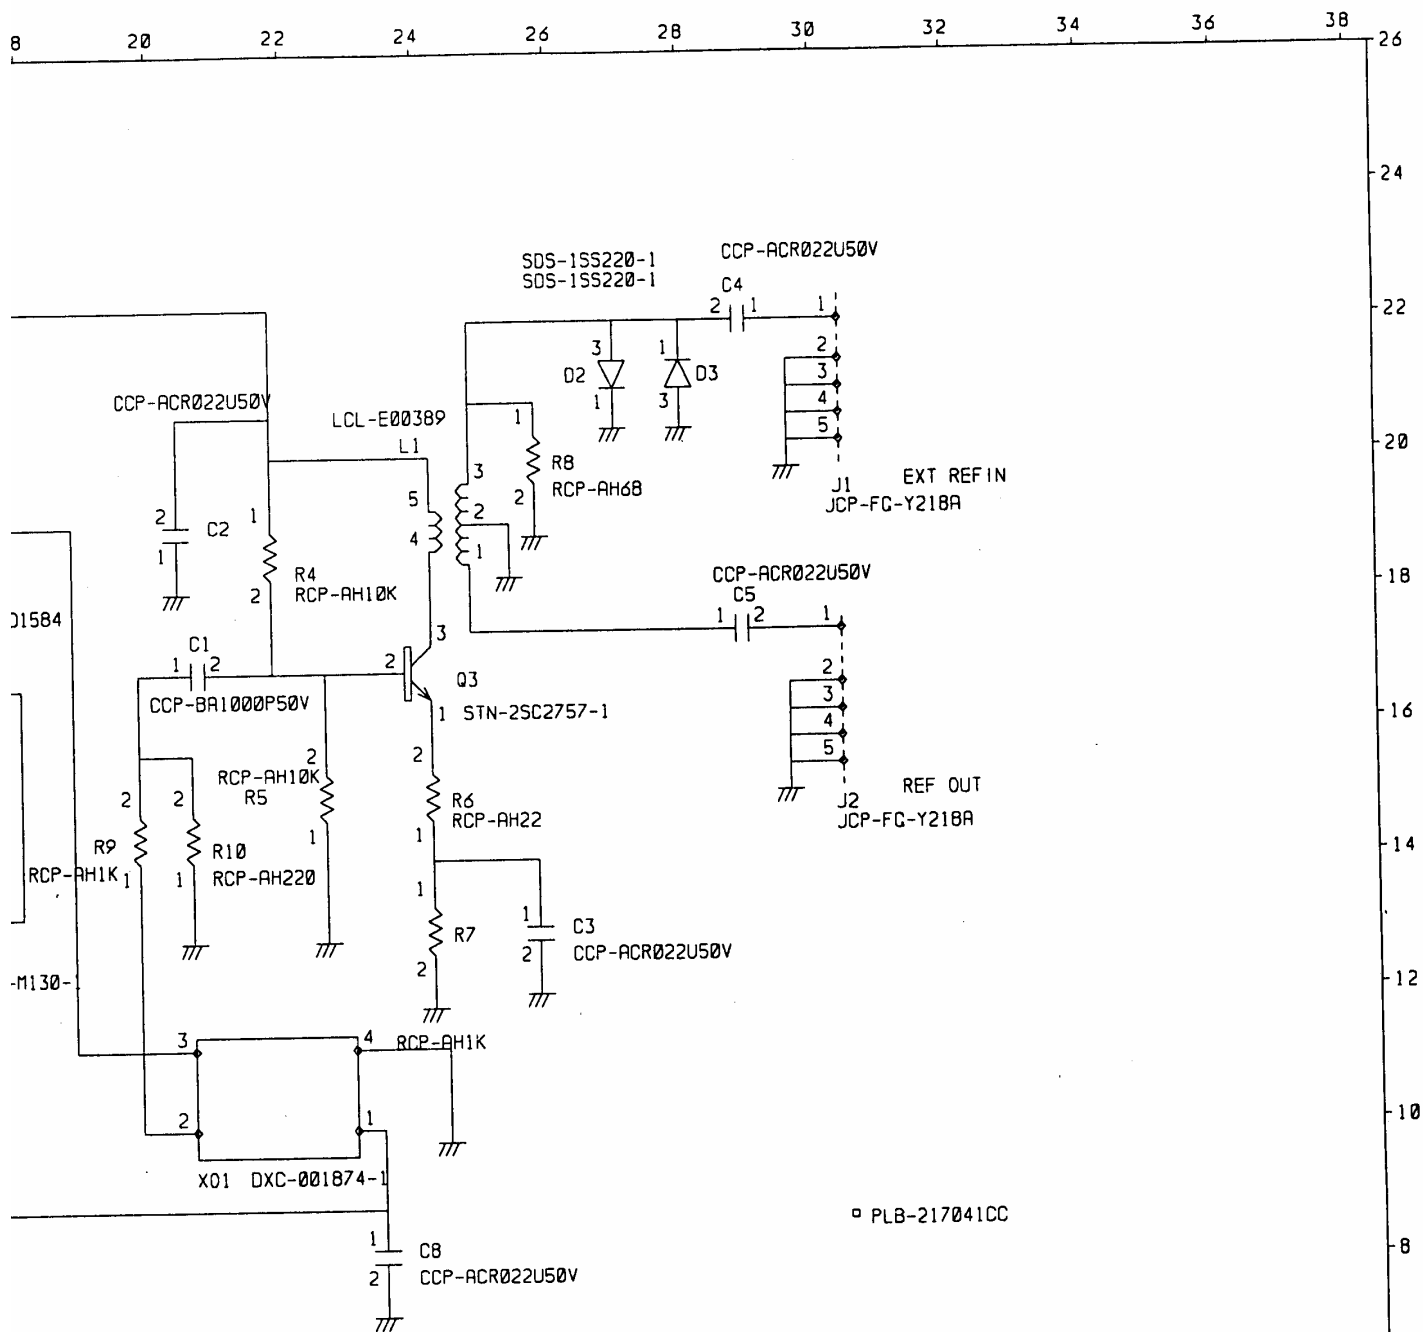 8 20 22 24 26 28 30 32 34 36 38
26
24
SDS-1SS220-1
SDS-1SS220-1
CCP-ACR022U50V
C4
2 1 1
22
3 1 2
D2 D3
3
1 3 4
5
CCP-ACR022U50V
LCL-E00389
L1
1
20
R8
RCP-AH68
2
3
5 2
4 1
J1 EXT REFIN
JCP-FG-Y218A
2 C2
1
1
R4
RCP-AH10K
2
18
CCP-ACR022U50V
C5
1 2 1
D1584
C1
1 2
CCP-BA1000P50V
3
2
Q3
1 STN-2SC2757-1
2
3
4
5
16
J2 REF OUT
JCP-FG-Y218A
2
RCP-AH10K
R5
1
2
R6
RCP-AH22
1
2 2
R9 R10
RCP-AH1K RCP-AH220
1 1
14
1
R7
2
1 C3
2 CCP-ACR022U50V
-M130-
12
3 4 RCP-AH1K
2 1
10
XO1 DXC-001874-1
PLB-217041CC
1 C8
2 CCP-ACR022U50V
8